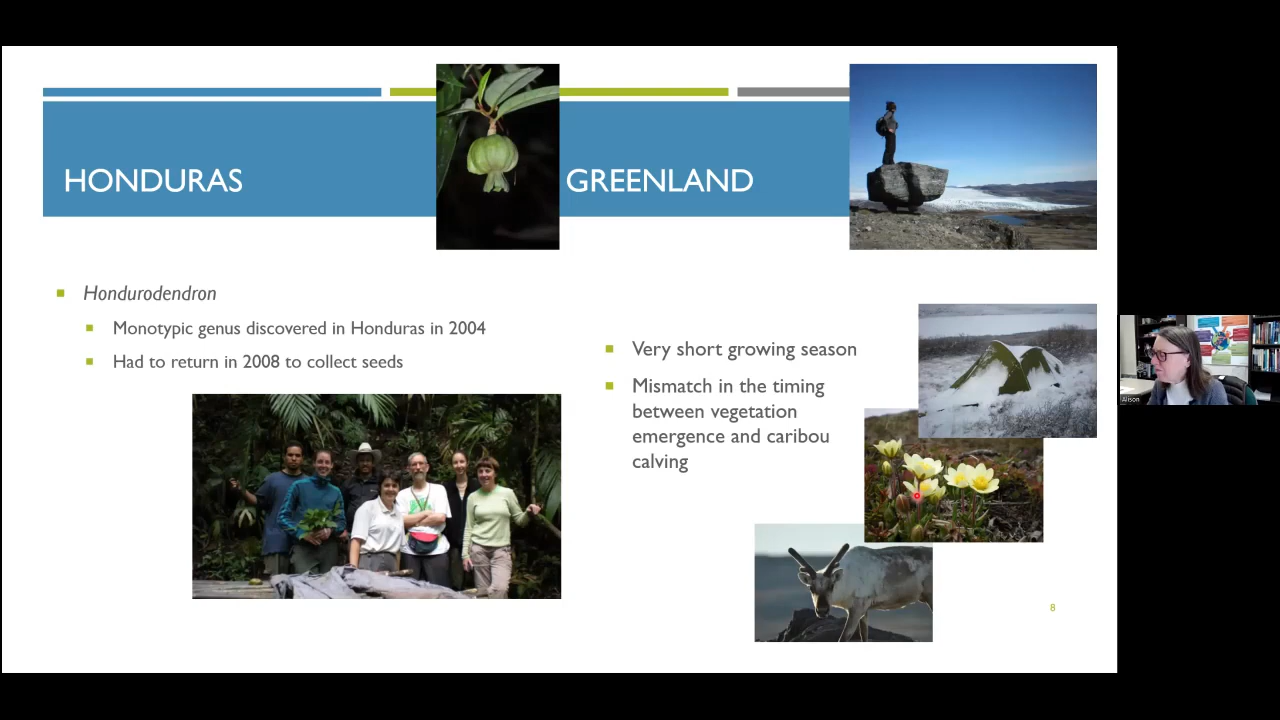 HONDURAS
GREENLAND
Hondurodendron
Monotypic genus discovered in Honduras in 2004
Had to return in 2008 to collect seeds
Very short growing season
Mismatch in the timing
between vegetation
emergence and caribou
calving
8
Alison